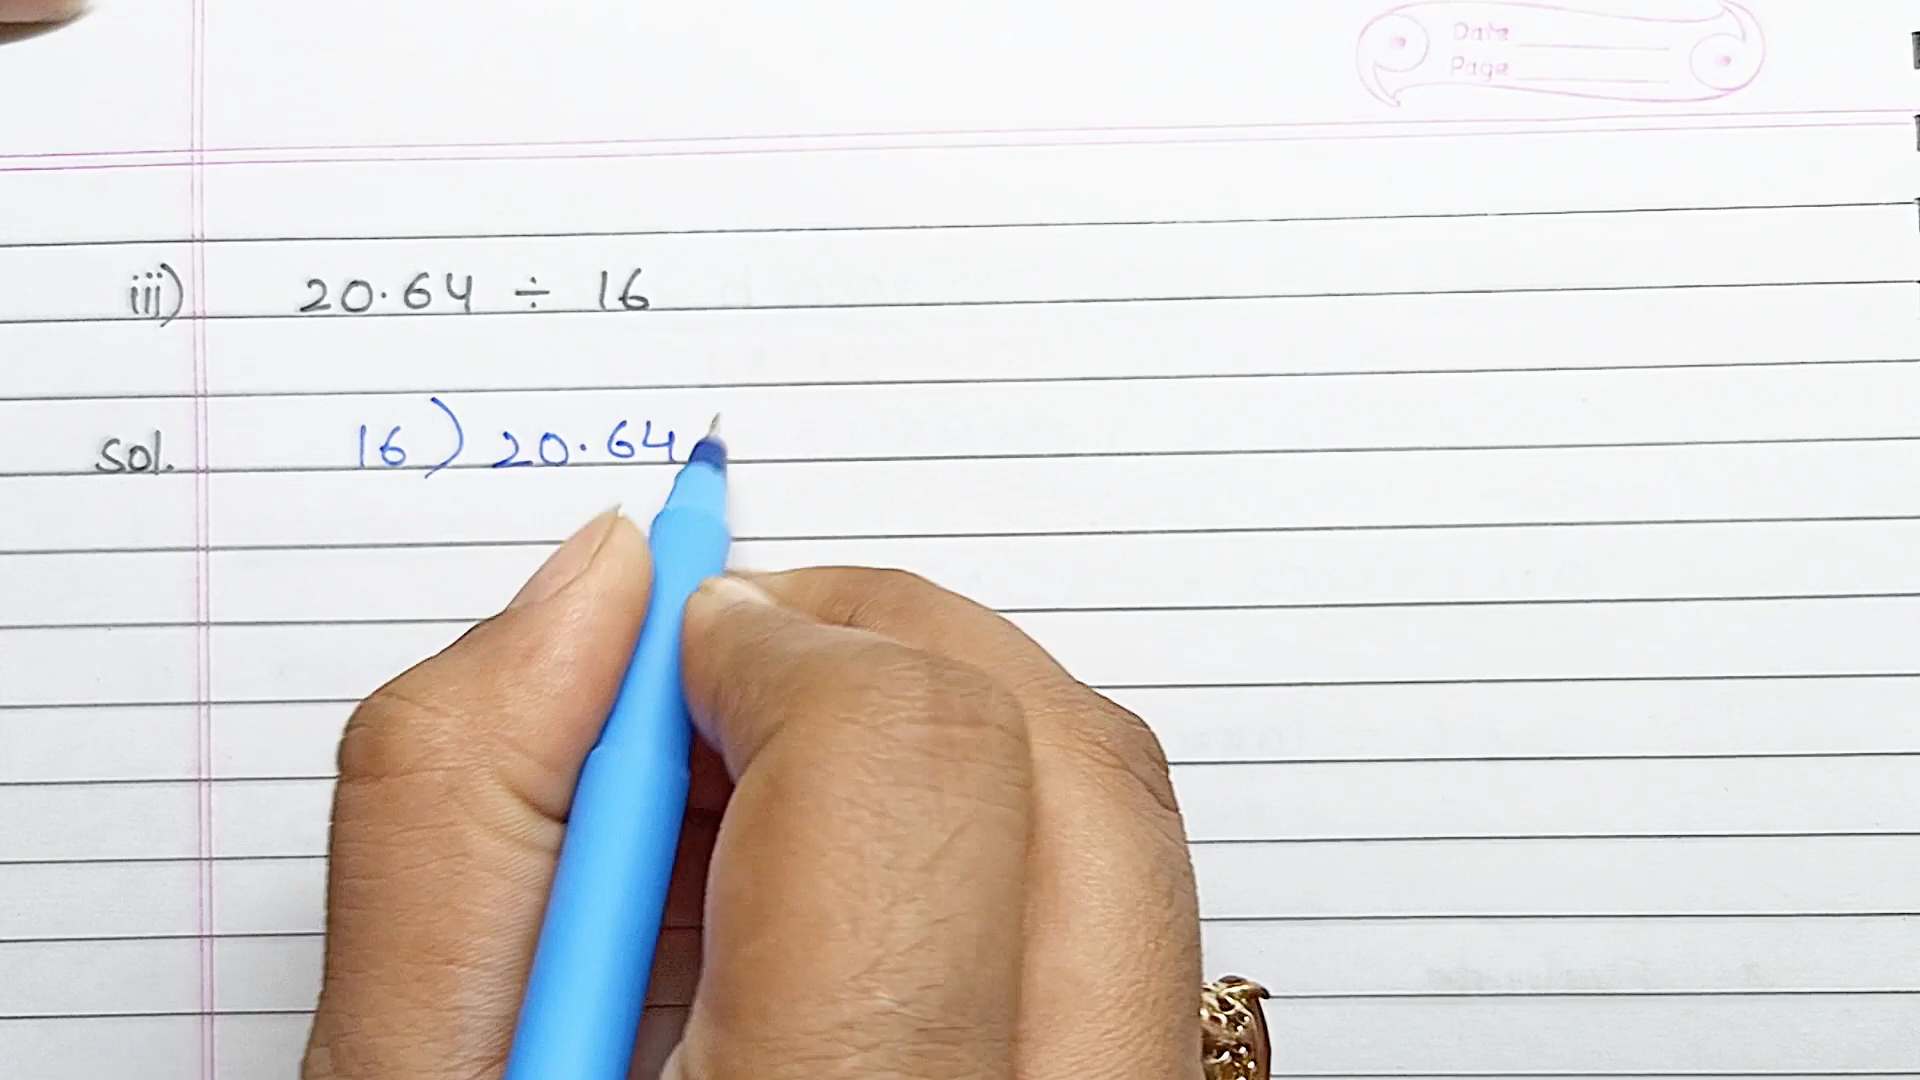 Date
Page
iii) 20.64 ÷ 16
Sol. 16 ) 20.64